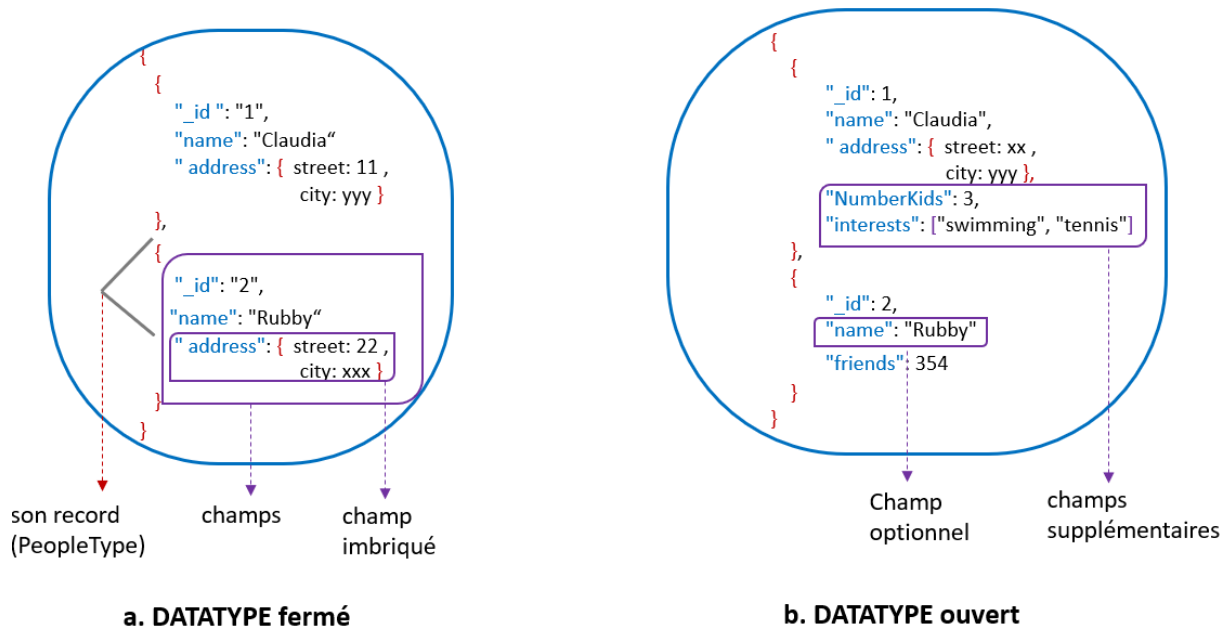 {
{
"_id ": "1",
"name": "Claudia“
" address": { street: 11 ,
city: yyy }
},
{
"_id": "2",
"name": "Rubby“
" address": { street: 22 ,
city: xxx }
}
}
son record
(PeopleType)
champs
champ
imbriqué
a. DATATYPE fermé
{
{
"_id": 1,
"name": "Claudia",
" address": { street: xx ,
city: yyy },
"NumberKids": 3,
"interests": ["swimming", "tennis"]
},
{
"_id": 2,
"name": "Rubby"
"friends": 354
}
}
Champ
optionnel
champs
supplémentaires
b. DATATYPE ouvert